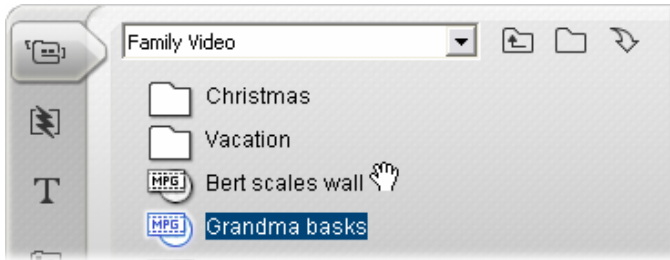 Family Video
Christmas
Vacation
T
MPG Bert scales wall
MPG Grandma basks